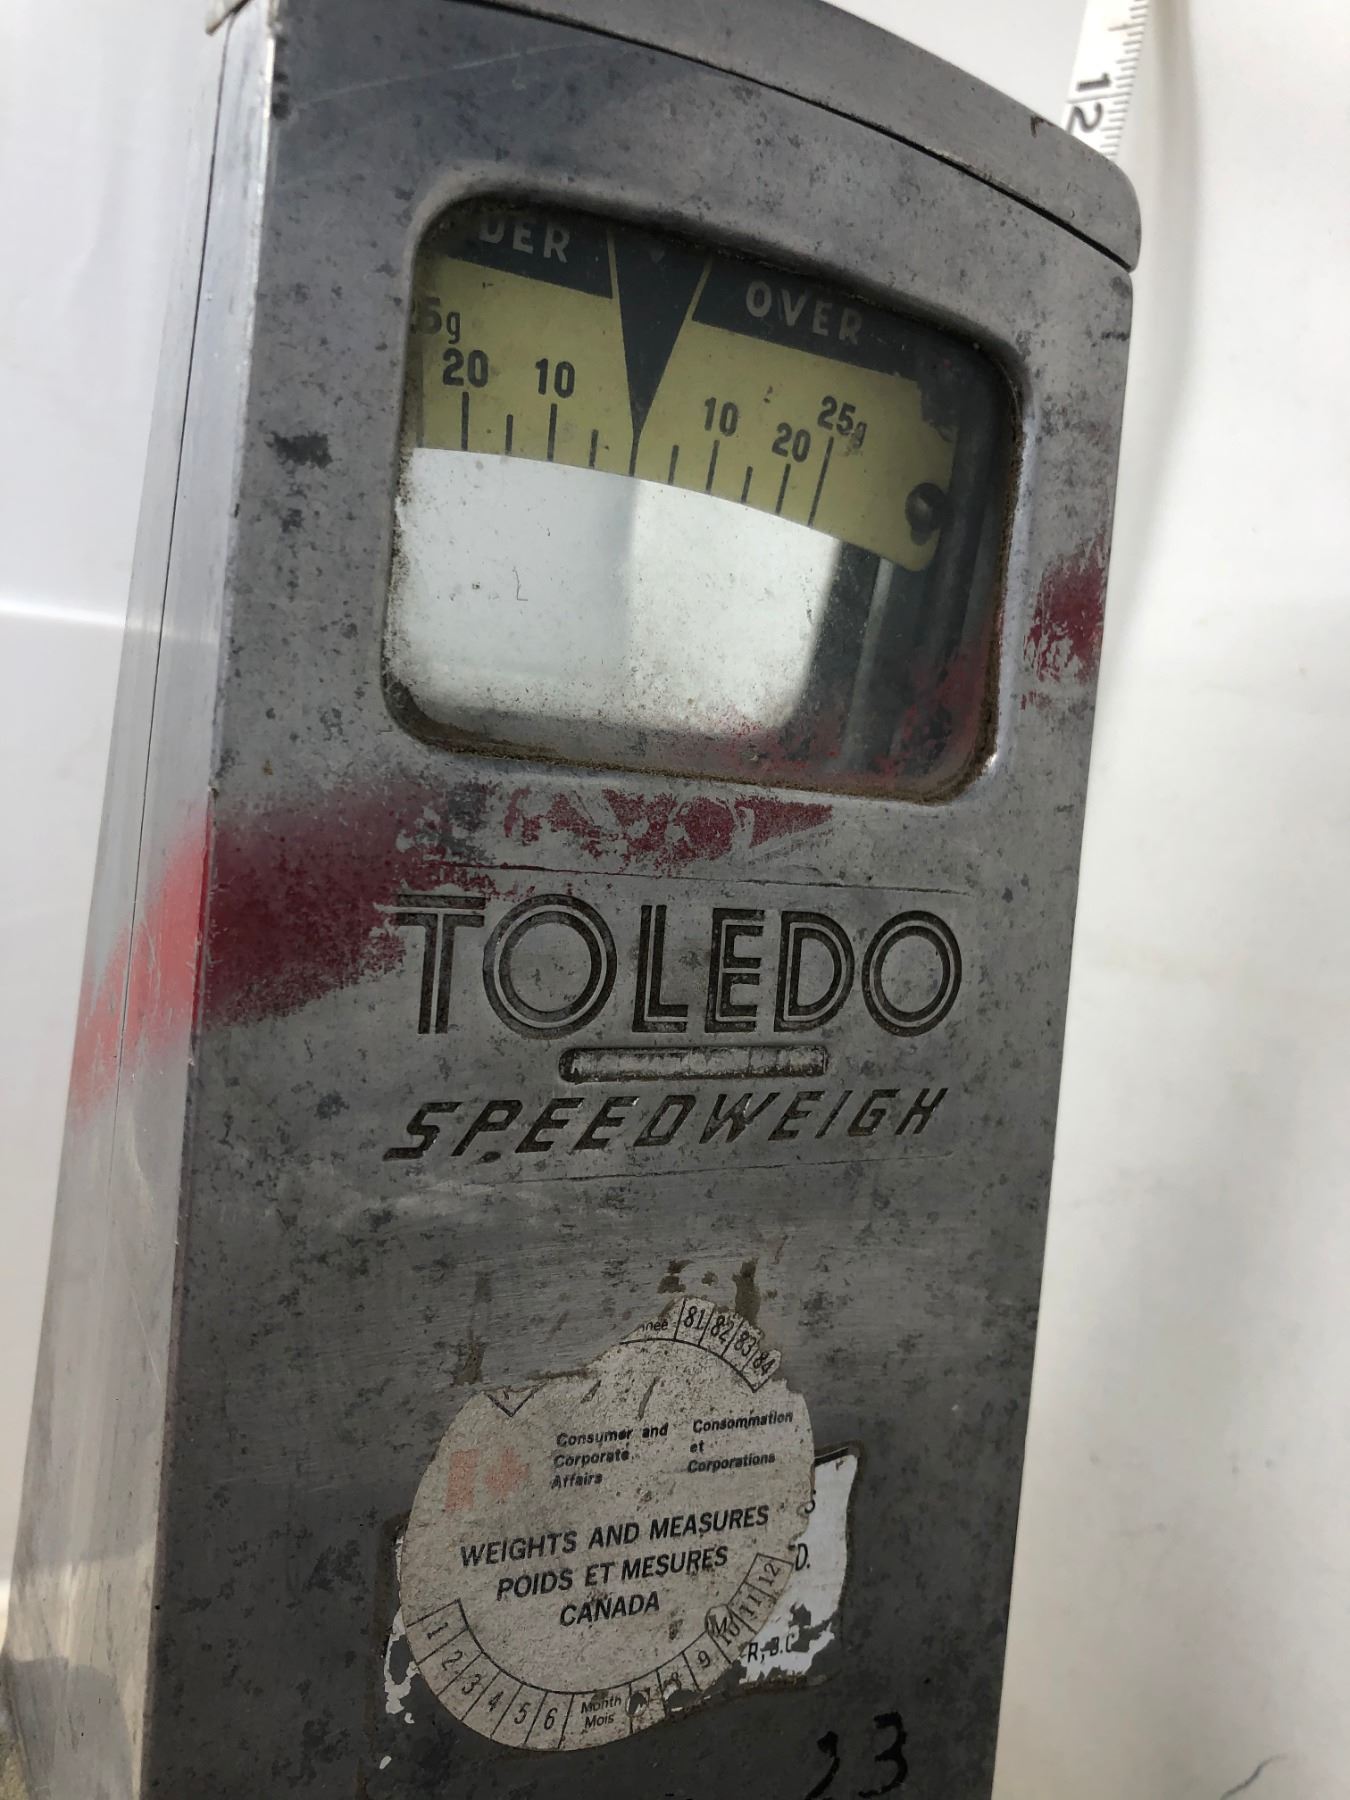 DER OVER
5g 25g
20 10 10 20
TOLEDO
SPEEDWEIGH
81 82 83 84
Consumer and Consommation
Corporate et
Affairs Corporations
WEIGHTS AND MEASURES
POIDS ET MESURES
CANADA
D.
R, B.C
1 2 3 4 5 6 Month 8 9 10 11 12
Mois
23
12